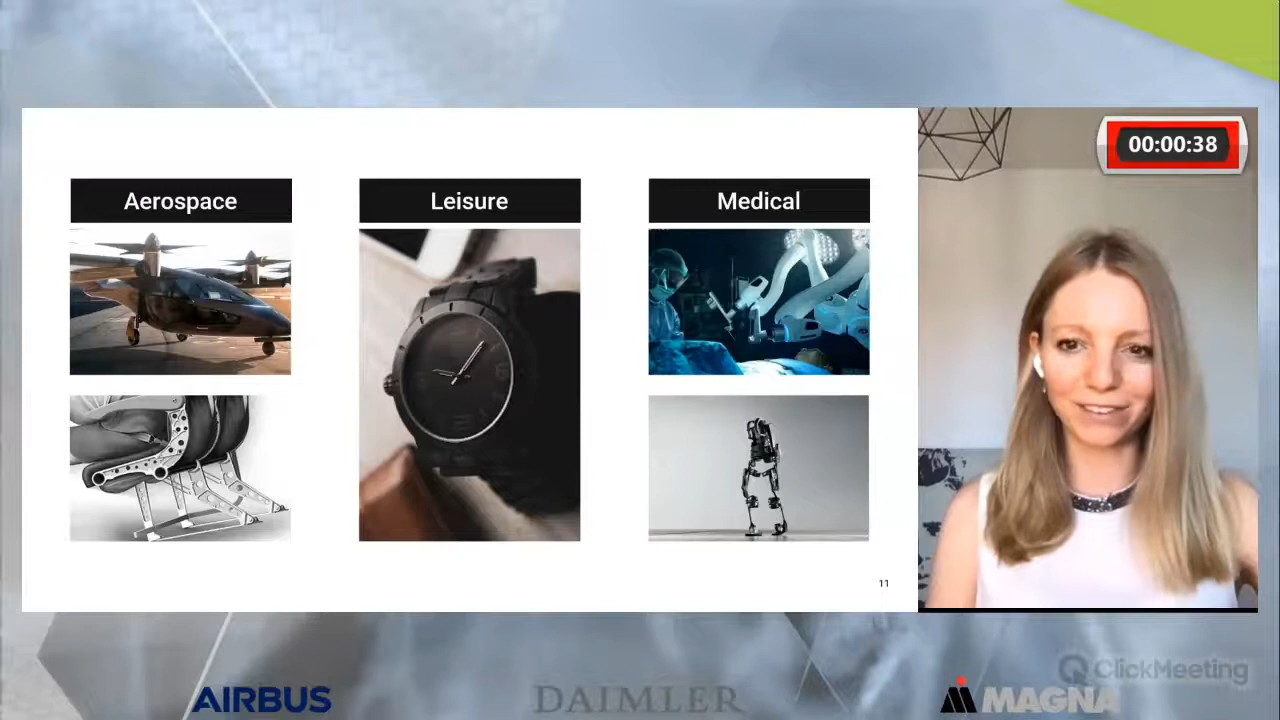 Aerospace
Leisure
Medical
00:00:38
11
ClickMeeting
AIRBUS
DAIMLER
MAGNA